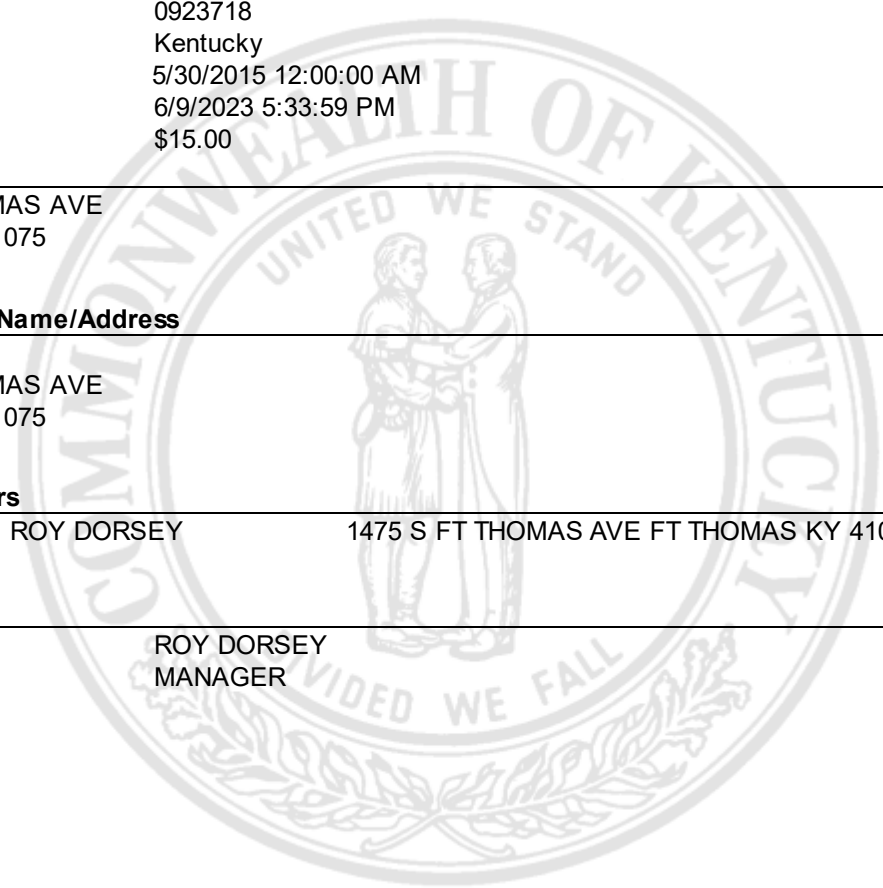 0923718
Kentucky
5/30/2015 12:00:00 AM
6/9/2023 5:33:59 PM
$15.00
MAS AVE
075
Name/Address
MAS AVE
075
rs
ROY DORSEY 1475 S FT THOMAS AVE FT THOMAS KY 410
ROY DORSEY
MANAGER
COMMONWEALTH OF KENTUCKY
UNITED WE STAND
DIVIDED WE FALL